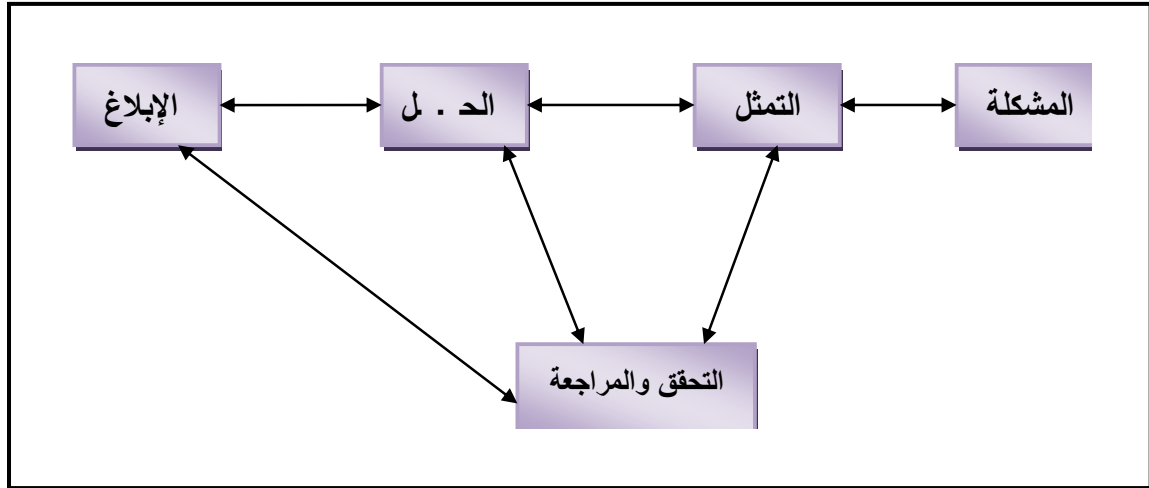 المشكلة
التمثل
الحـ . ـل
الإبلاغ
التحقق والمراجعة